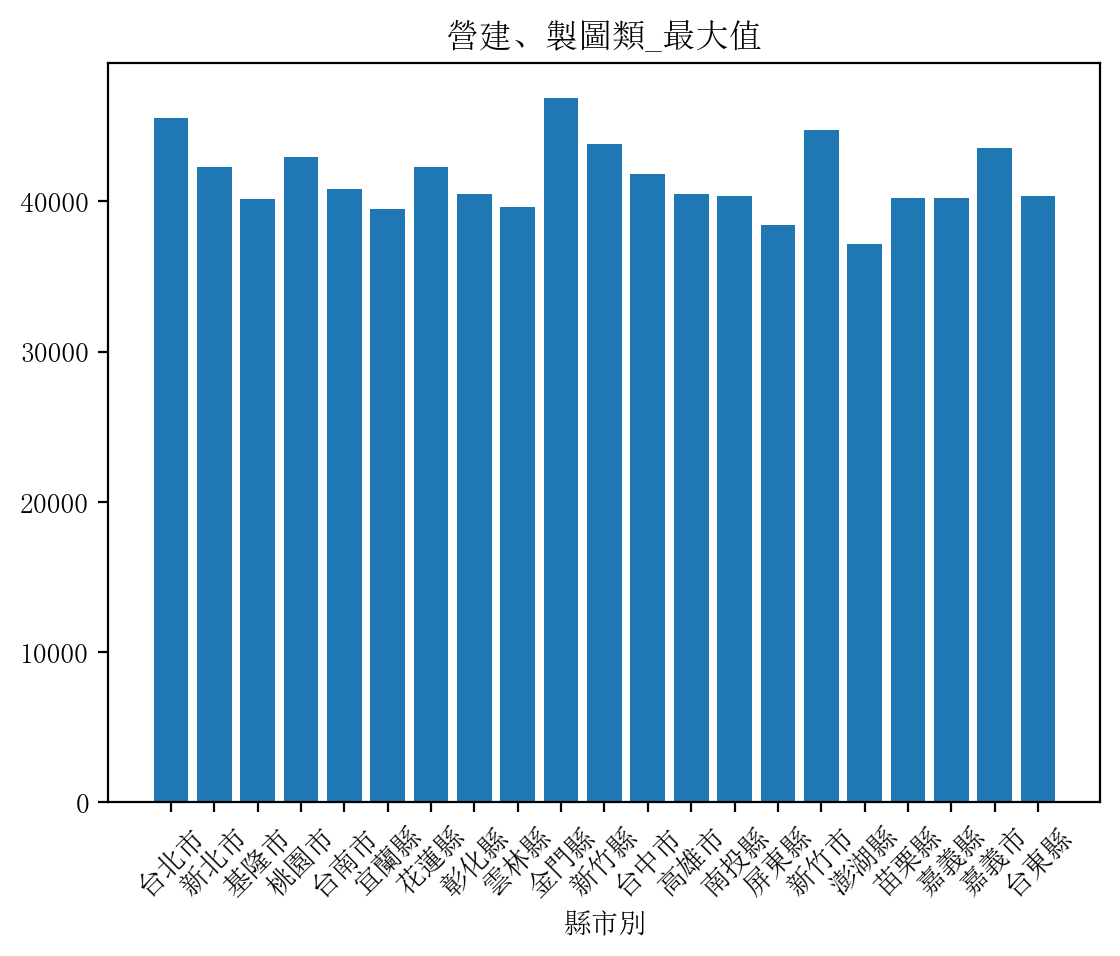 營建、製圖類_最大值
40000
30000
20000
10000
0
台北市
新北市
基隆市
桃園市
台南市
宜蘭縣
花蓮縣
彰化縣
雲林縣
金門縣
新竹縣
台中市
高雄市
南投縣
屏東縣
新竹市
澎湖縣
苗栗縣
嘉義縣
嘉義市
台東縣
縣市別